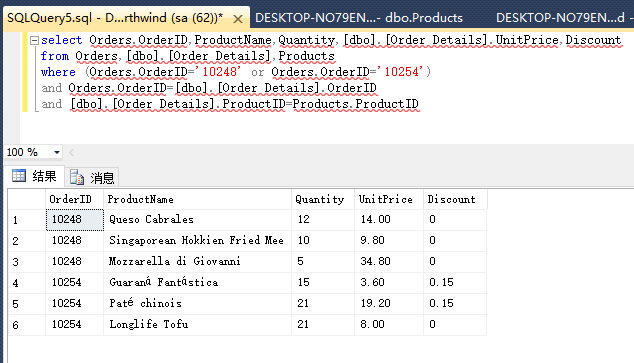 SQLQuery5.sql - D...rthwind (sa (62))* DESKTOP-NO79EN...- dbo.Products DESKTOP-NO79EN...d
select Orders.OrderID,ProductName,Quantity,[dbo].[Order Details].UnitPrice,Discount
from Orders,[dbo].[Order Details],Products
where (Orders.OrderID='10248' or Orders.OrderID='10254')
and Orders.OrderID=[dbo].[Order Details].OrderID
and [dbo].[Order Details].ProductID=Products.ProductID
100 %
结果 消息
OrderID ProductName Quantity UnitPrice Discount
1 10248 Queso Cabrales 12 14.00 0
2 10248 Singaporean Hokkien Fried Mee 10 9.80 0
3 10248 Mozzarella di Giovanni 5 34.80 0
4 10254 Guaraná Fantástica 15 3.60 0.15
5 10254 Paté chinois 21 19.20 0.15
6 10254 Longlife Tofu 21 8.00 0